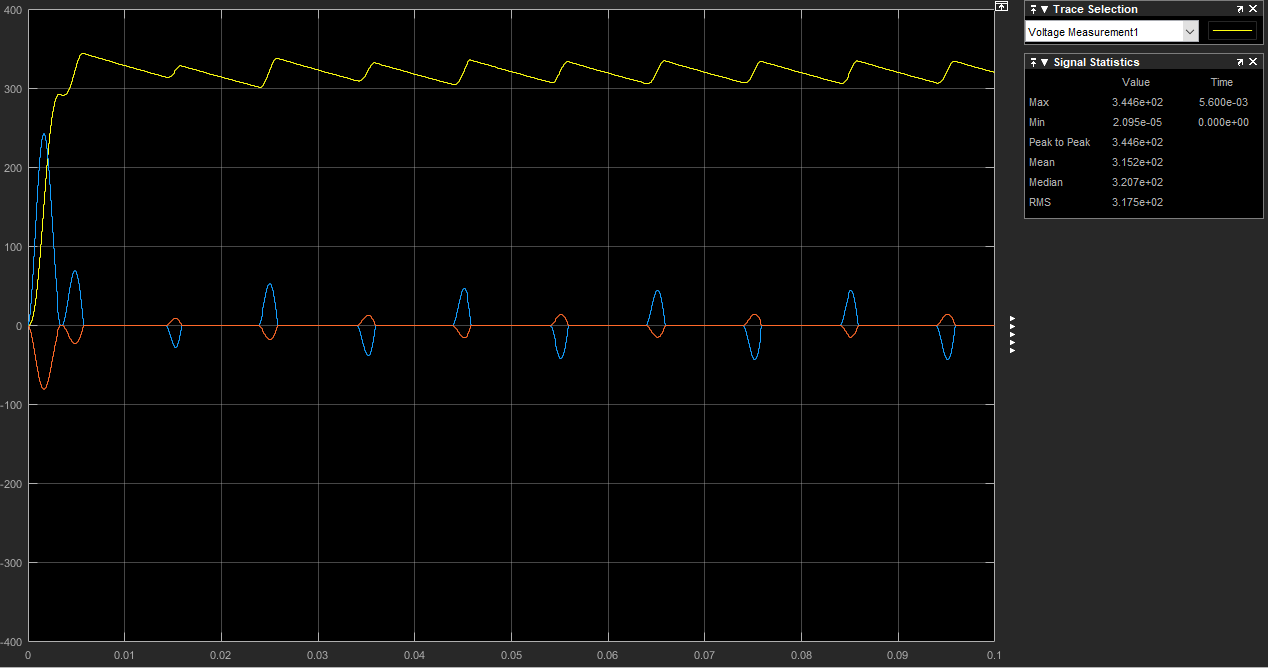 400
300
200
100
0
-100
-200
-300
-400
0 0.01 0.02 0.03 0.04 0.05 0.06 0.07 0.08 0.09 0.1
Trace Selection
Voltage Measurement1
Signal Statistics
Value Time
Max 3.446e+02 5.600e-03
Min 2.095e-05 0.000e+00
Peak to Peak 3.446e+02
Mean 3.152e+02
Median 3.207e+02
RMS 3.175e+02